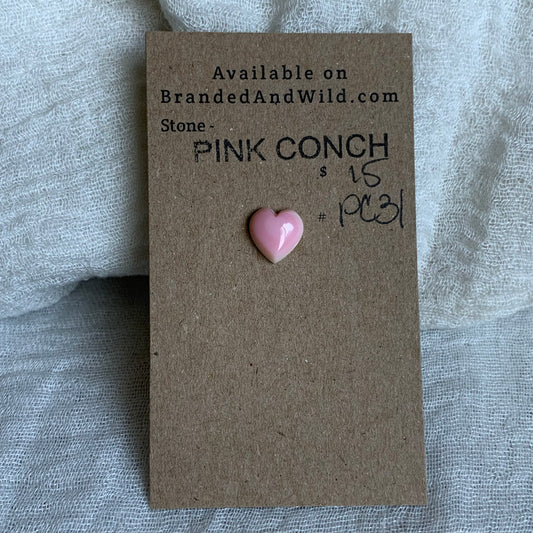 Available on
BrandedAndWild.com
Stone -
PINK CONCH
$ 15
# PC31